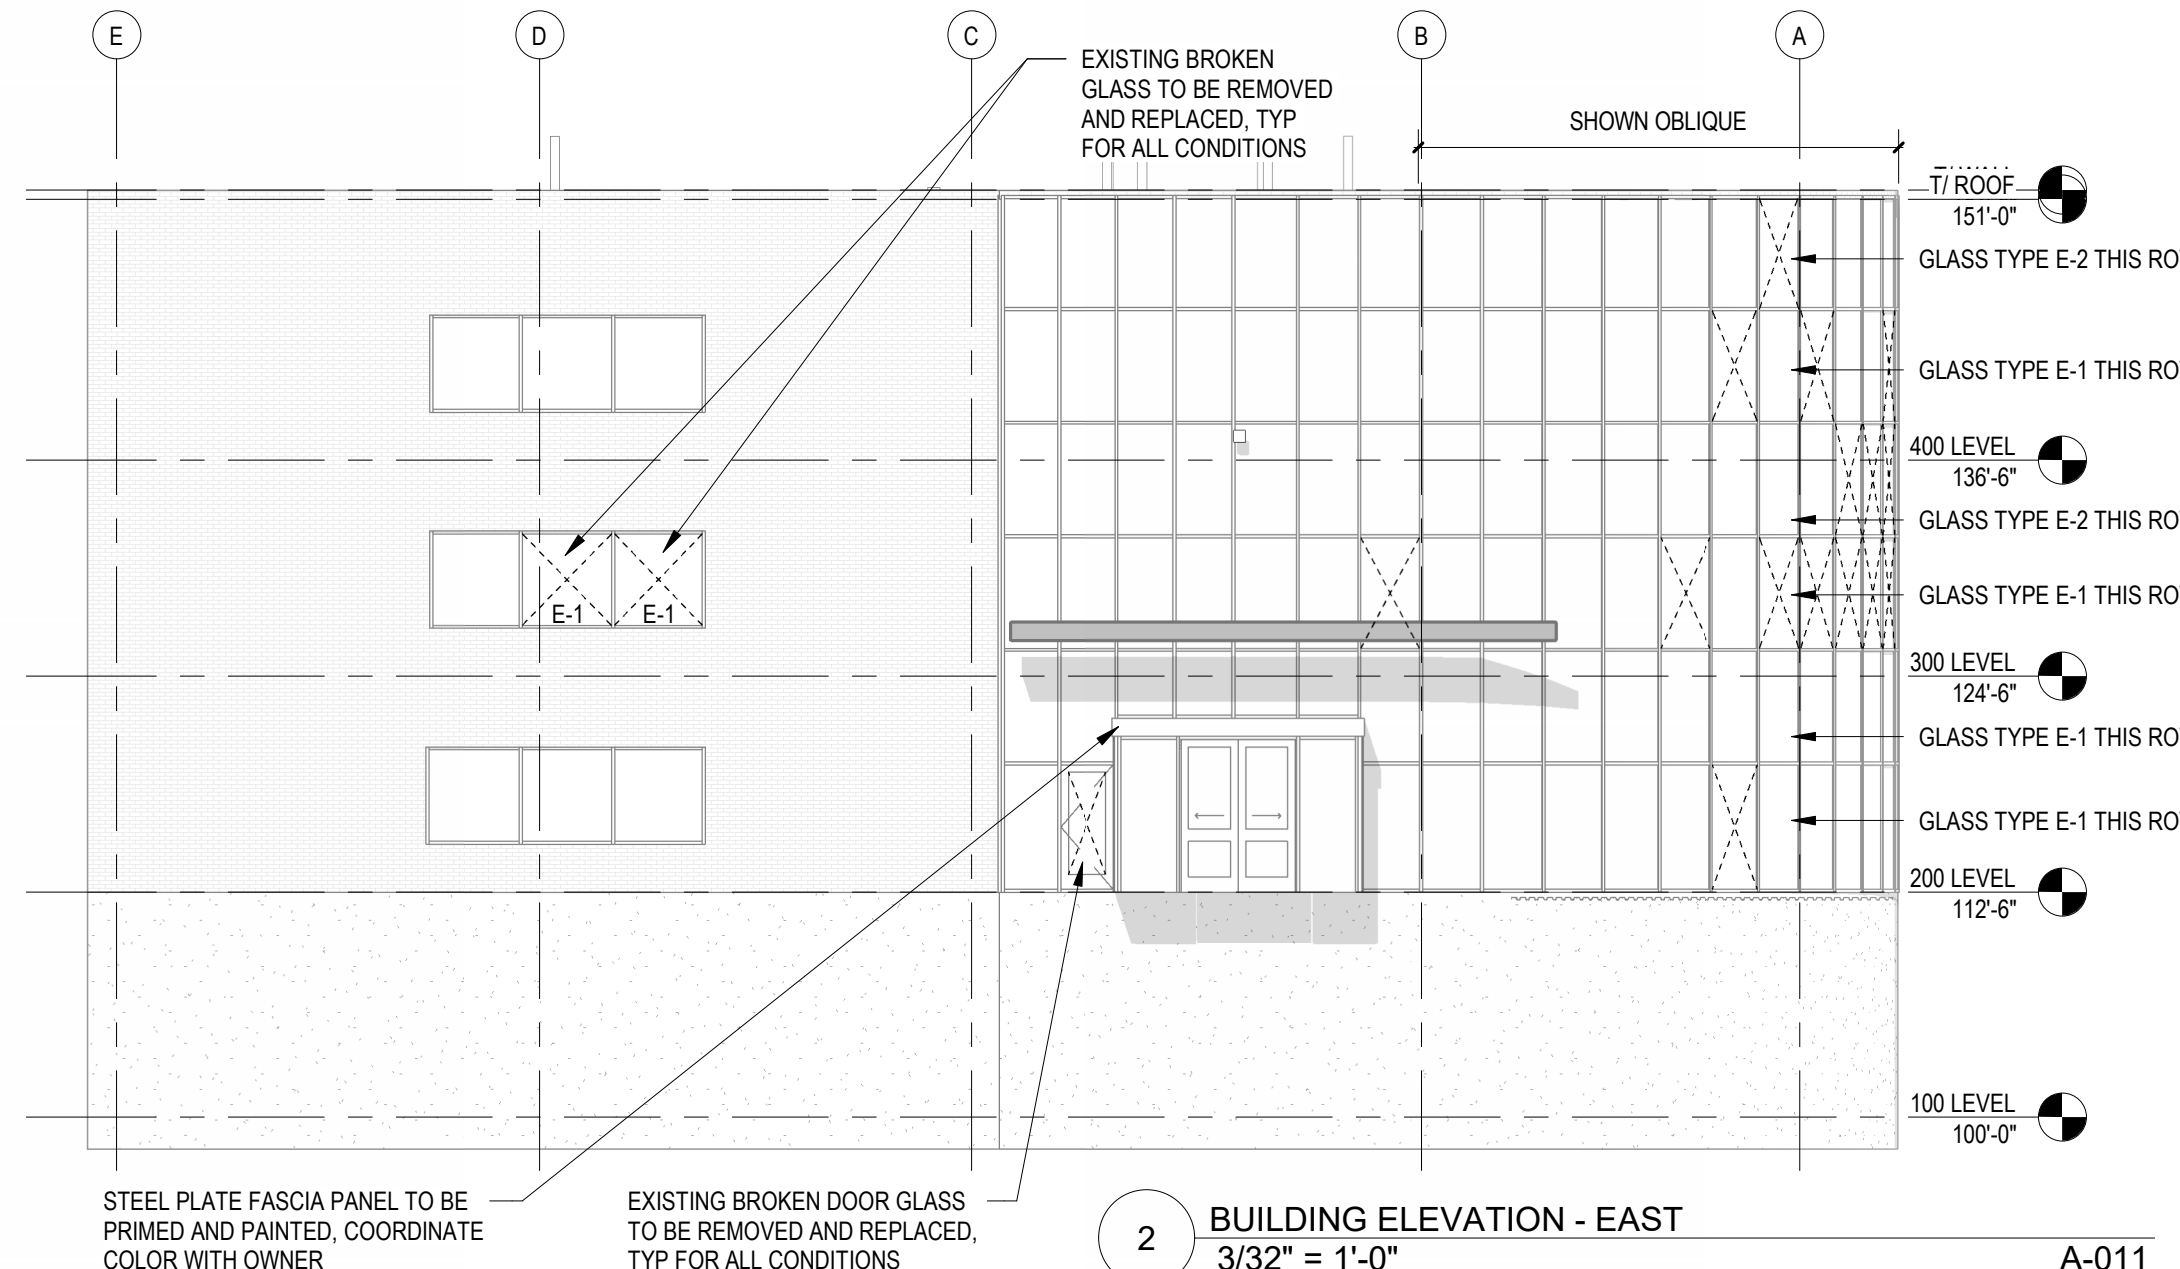 E
D
C
B
A
EXISTING BROKEN
GLASS TO BE REMOVED
AND REPLACED, TYP
FOR ALL CONDITIONS
SHOWN OBLIQUE
T/ ROOF
151'-0"
GLASS TYPE E-2 THIS RO
GLASS TYPE E-1 THIS RO
400 LEVEL
136'-6"
GLASS TYPE E-2 THIS RO
GLASS TYPE E-1 THIS RO
E-1
E-1
300 LEVEL
124'-6"
GLASS TYPE E-1 THIS RO
GLASS TYPE E-1 THIS RO
200 LEVEL
112'-6"
100 LEVEL
100'-0"
STEEL PLATE FASCIA PANEL TO BE
PRIMED AND PAINTED, COORDINATE
COLOR WITH OWNER
EXISTING BROKEN DOOR GLASS
TO BE REMOVED AND REPLACED,
TYP FOR ALL CONDITIONS
2
BUILDING ELEVATION - EAST
3/32" = 1'-0"
A-011